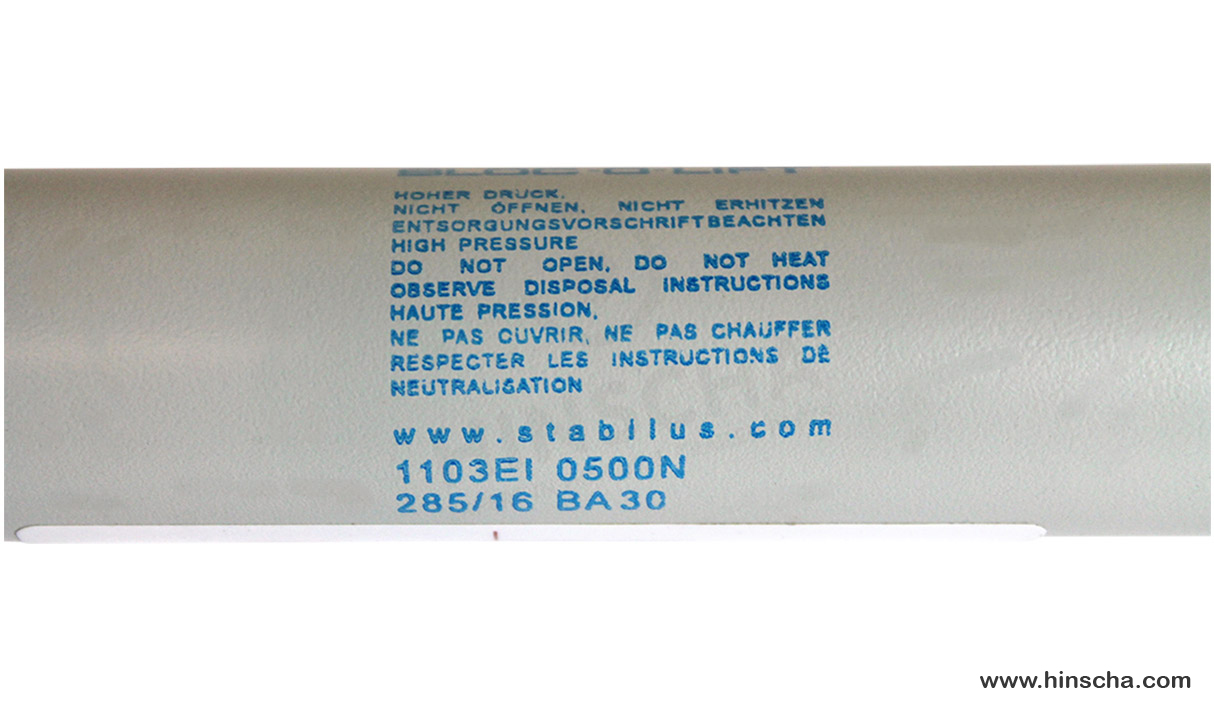 BLOC-O-LIFT
HOHER DRUCK,
NICHT ÖFFNEN, NICHT ERHITZEN
ENTSORGUNGSVORSCHRIFT BEACHTEN
HIGH PRESSURE
DO NOT OPEN, DO NOT HEAT
OBSERVE DISPOSAL INSTRUCTIONS
HAUTE PRESSION,
NE PAS OUVRIR, NE PAS CHAUFFER
RESPECTER LES INSTRUCTIONS DE
NEUTRALISATION
www.stabilus.com
1103EI 0500N
285/16 BA30
www.hinscha.com